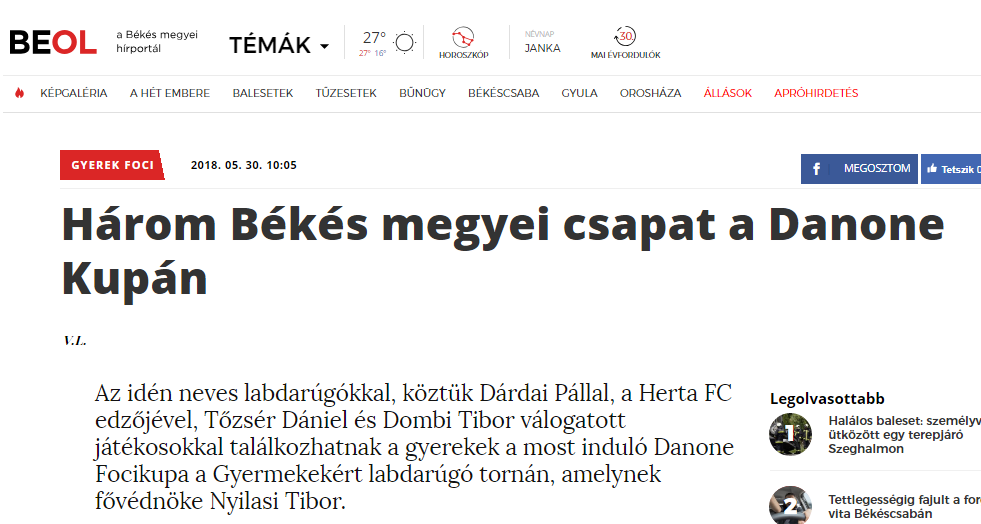 BEOL
a Békés megyei
hírportál
TÉMÁK
27°
27° 16°
HOROSZKÓP
NÉVNAP
JANKA
30
MAI ÉVFORDULÓK
KÉPGALÉRIA A HÉT EMBERE BALESETEK TŰZESETEK BŰNÜGY BÉKÉSCSABA GYULA OROSHÁZA ÁLLÁSOK APRÓHIRDETÉS
GYEREK FOCI 2018. 05. 30. 10:05
f MEGOSZTOM Tetszik
Három Békés megyei csapat a Danone
Kupán
V.L.
Az idén neves labdarúgókkal, köztük Dárdai Pállal, a Herta FC
edzőjével, Tőzsér Dániel és Dombi Tibor válogatott
játékosokkal találkozhatnak a gyerekek a most induló Danone
Focikupa a Gyermekekért labdarúgó tornán, amelynek
fővédnöke Nyilasi Tibor.
Legolvasottabb
1
Halálos baleset: személyv
ütközött egy terepjáró
Szeghalmon
2
Tettlegességig fajult a for
vita Békéscsabán